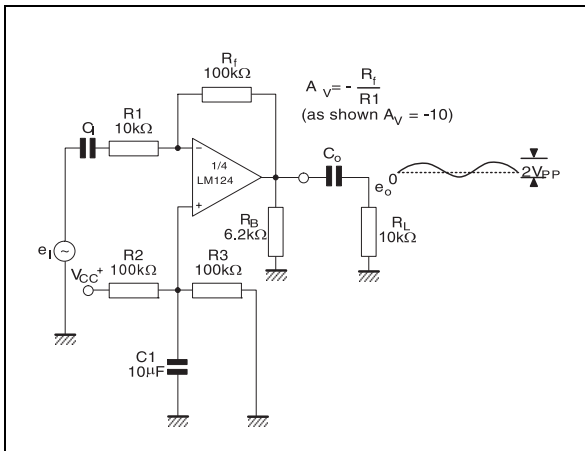 Rf
100kΩ
AV = - Rf
R1
(as shown AV = -10)
CI
R1
10kΩ
1/4
LM124
−
+
Co
eo
0
2VPP
RB
6.2kΩ
RL
10kΩ
eI
~
VCC+
R2
100kΩ
R3
100kΩ
C1
10µF